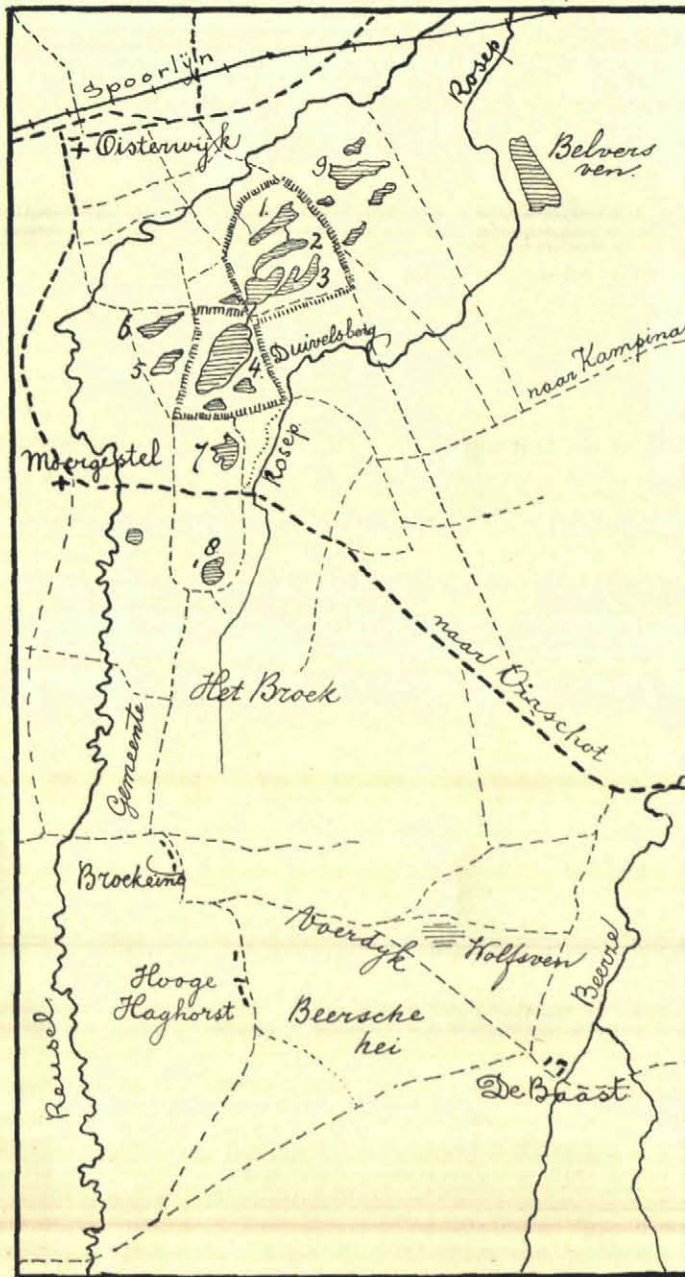 Spoorlijn
Rosep
Oisterwijk
Belvers
ven.
9
1.
2
3
6
5
4.
Duivelsberg
naar Kampina
7
Rosep.
Moergestel
8
naar Oirschot
Het Broek
Gemeente
Broekeind
Voerdijk
Wolfsven
Beerze
Hooge
Haghorst
Beersche
hei
Reusel
De Baast